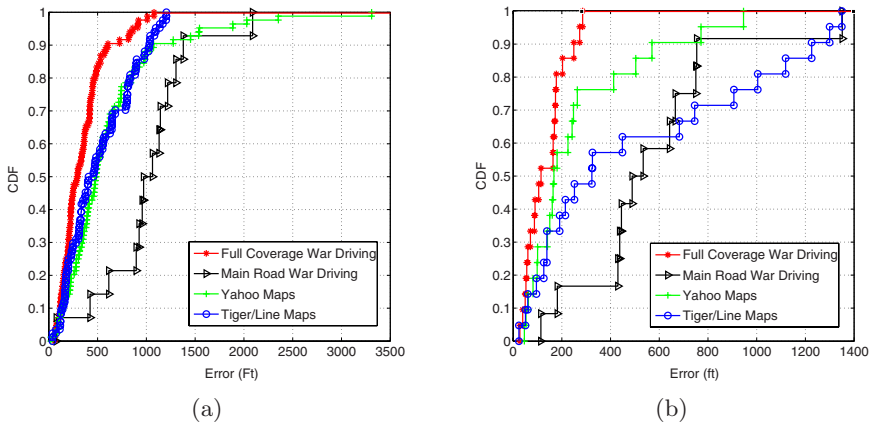 1
0.9
0.8
0.7
0.6
0.5
0.4
0.3
0.2
0.1
0
CDF
0 500 1000 1500 2000 2500 3000 3500
Error (Ft)
Full Coverage War Driving
Main Road War Driving
Yahoo Maps
Tiger/Line Maps
(a)
1
0.9
0.8
0.7
0.6
0.5
0.4
0.3
0.2
0.1
0
CDF
0 200 400 600 800 1000 1200 1400
Error (ft)
Full Coverage War Driving
Main Road War Driving
Yahoo Maps
Tiger/Line Maps
(b)